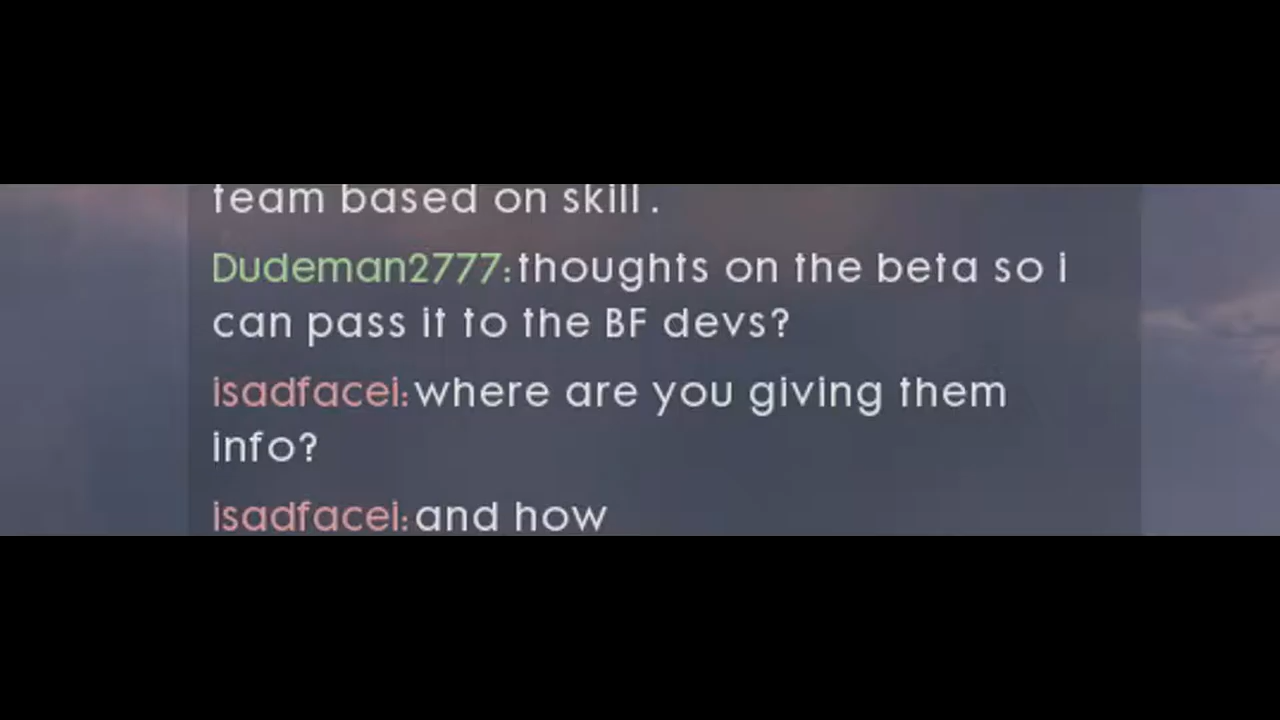 team based on skill.
Dudeman2777:thoughts on the beta so i
can pass it to the BF devs?
isadfacei:where are you giving them
info?
isadfacei:and how